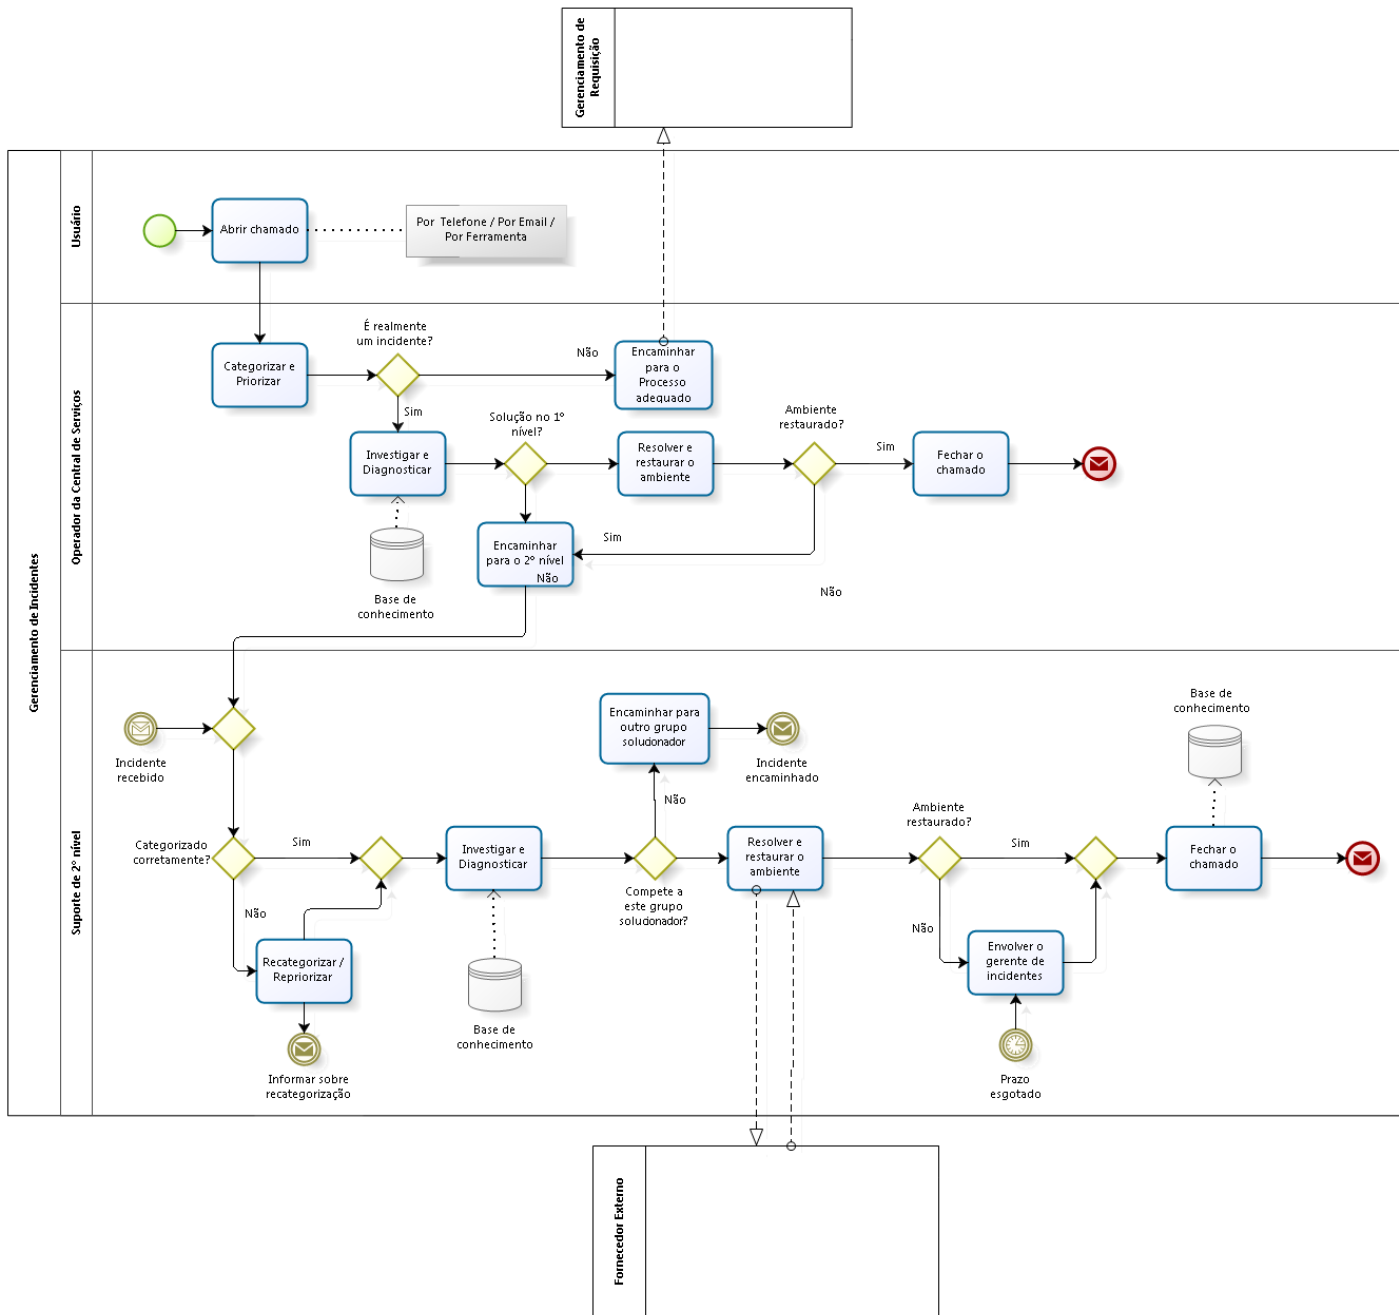 Gerenciamento de
Requisição
Gerenciamento de Incidentes
Usuário
Abrir chamado
Por Telefone / Por Email /
Por Ferramenta
Operador da Central de Serviços
Categorizar e
Priorizar
É realmente
um incidente?
Não
Encaminhar
para o
Processo
adequado
Sim
Investigar e
Diagnosticar
Solução no 1º
nível?
Resolver e
restaurar o
ambiente
Ambiente
restaurado?
Sim
Fechar o
chamado
Base de
conhecimento
Encaminhar
para o 2º nível
Não
Sim
Não
Suporte de 2º nível
Incidente
recebido
Encaminhar para
outro grupo
solucionador
Incidente
encaminhado
Base de
conhecimento
Categorizado
corretamente?
Sim
Não
Investigar e
Diagnosticar
Não
Compete a
este grupo
solucionador?
Resolver e
restaurar o
ambiente
Ambiente
restaurado?
Sim
Não
Fechar o
chamado
Recategorizar /
Repriorizar
Informar sobre
recategorização
Base de
conhecimento
Envolver o
gerente de
incidentes
Prazo
esgotado
Fornecedor Externo